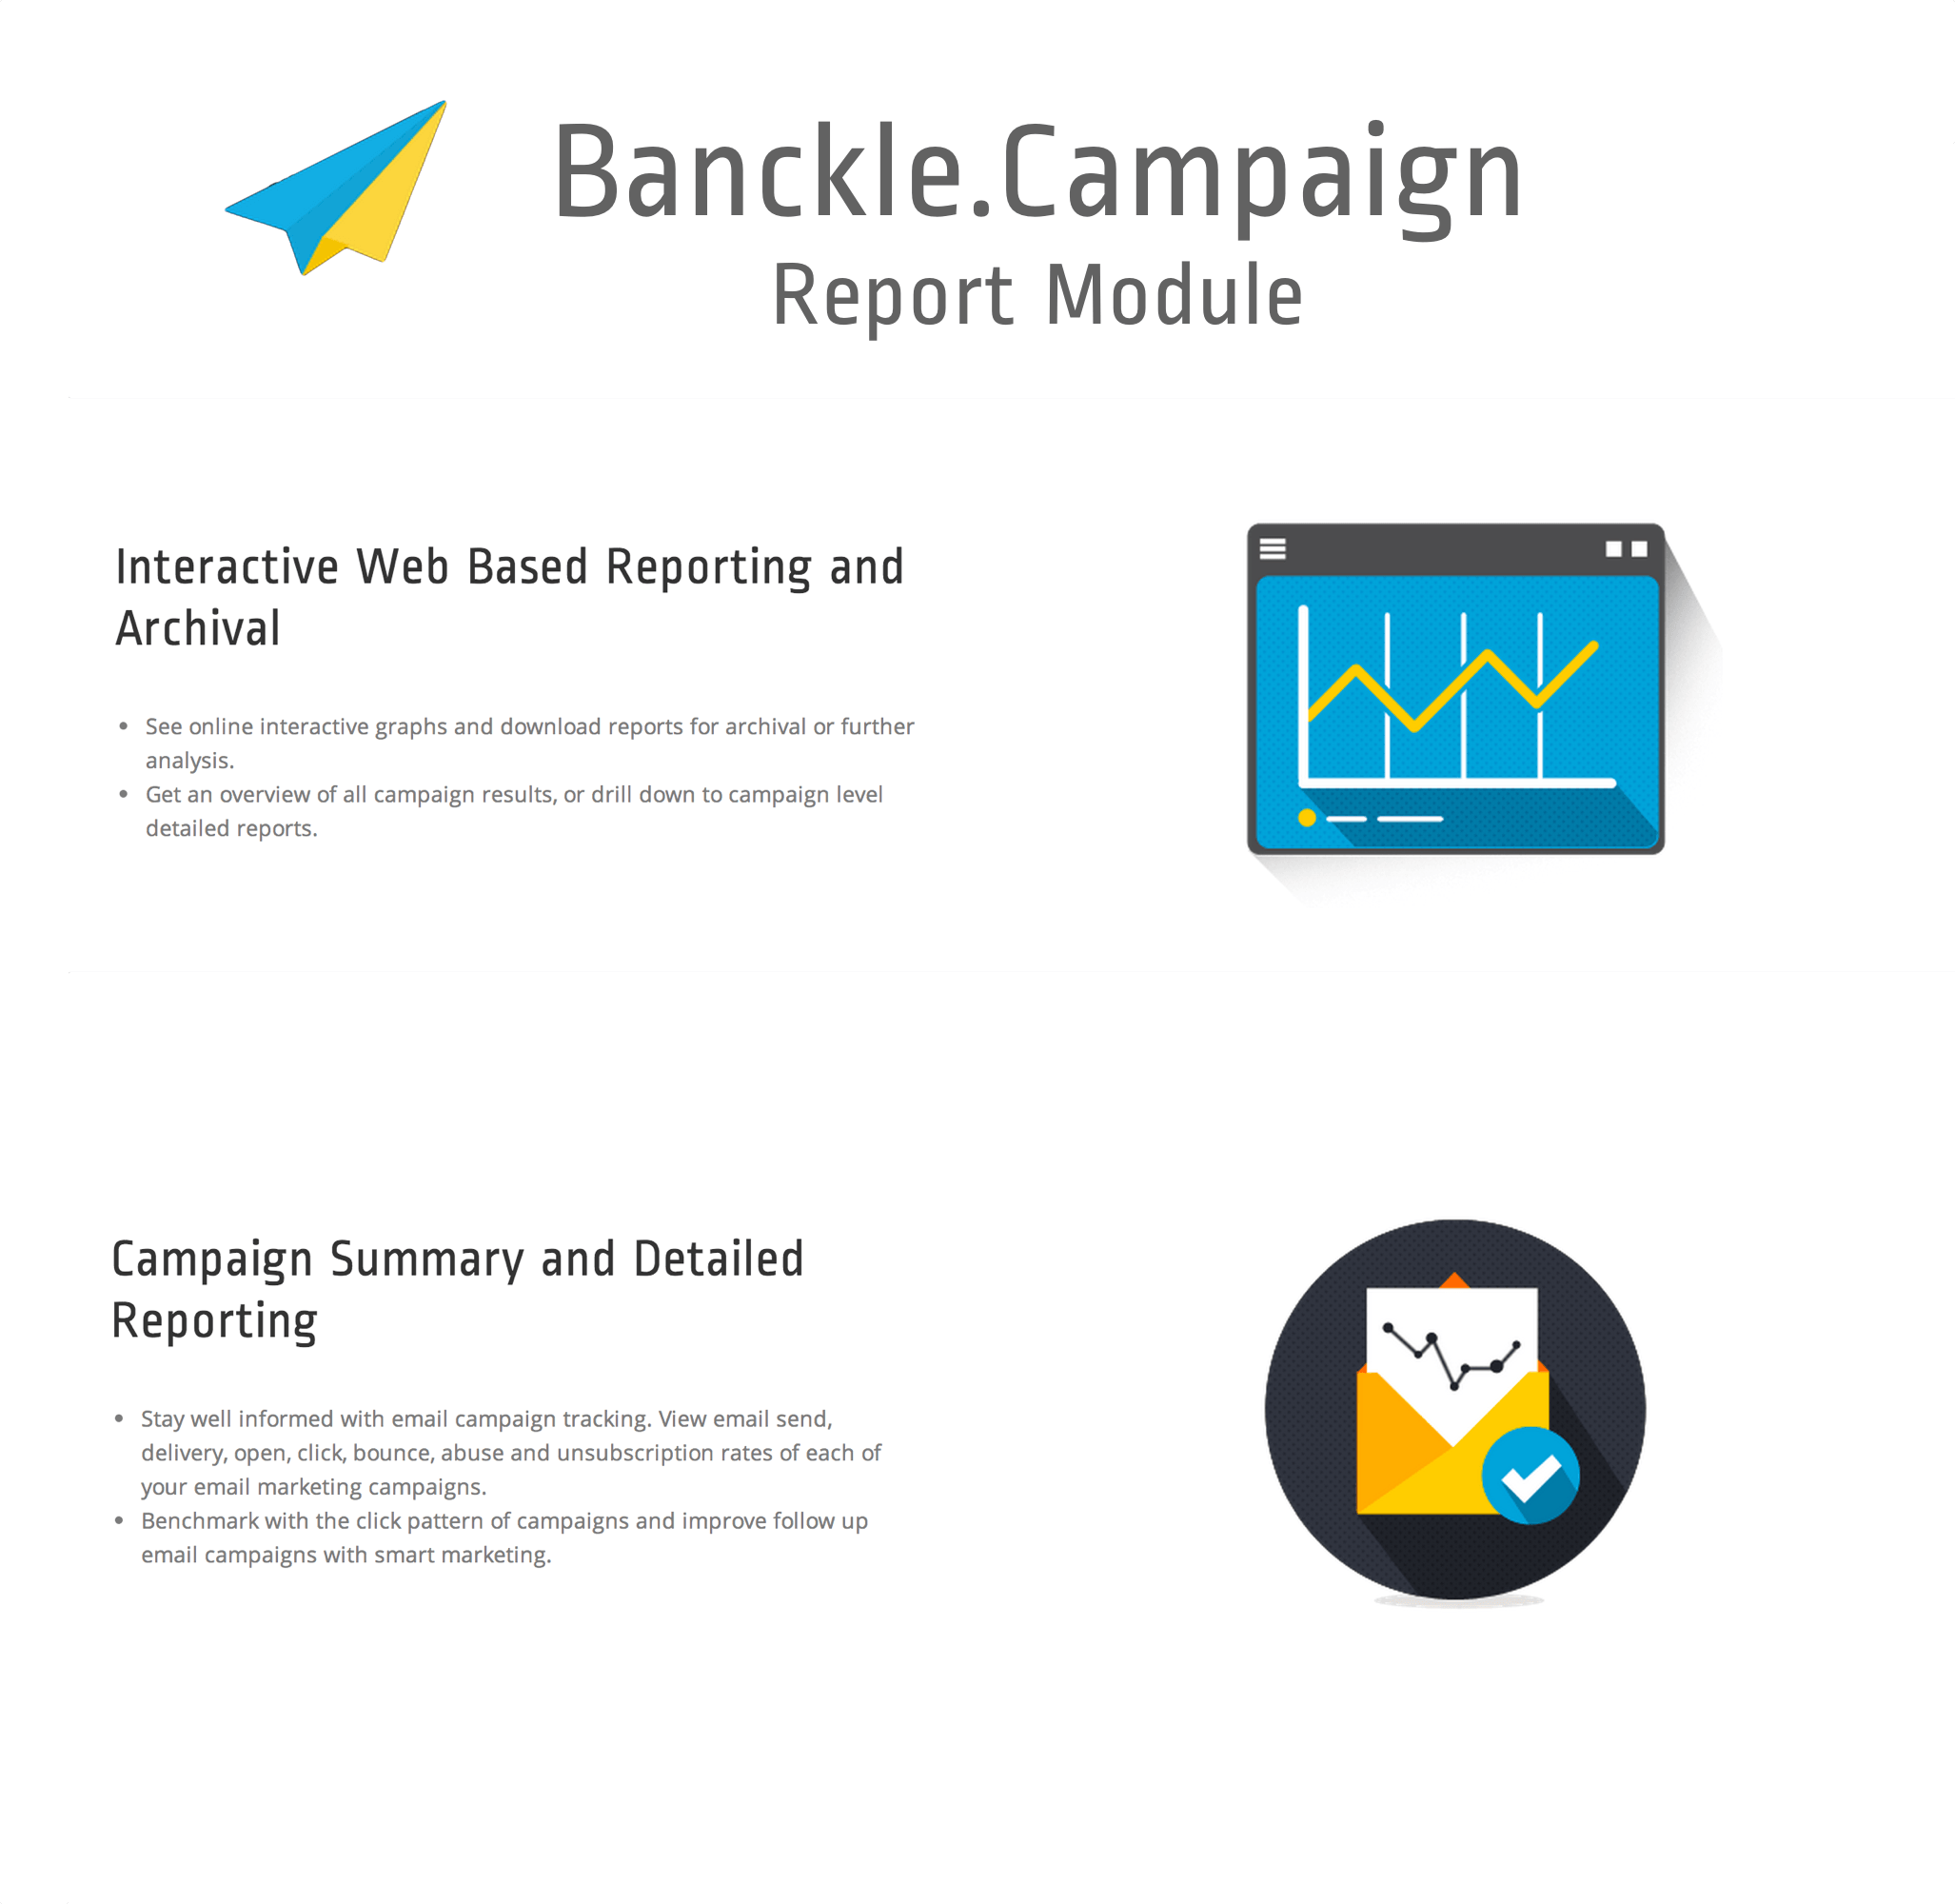 Banckle.Campaign
Report Module
Interactive Web Based Reporting and
Archival
• See online interactive graphs and download reports for archival or further
analysis.
• Get an overview of all campaign results, or drill down to campaign level
detailed reports.
Campaign Summary and Detailed
Reporting
• Stay well informed with email campaign tracking. View email send,
delivery, open, click, bounce, abuse and unsubscription rates of each of
your email marketing campaigns.
• Benchmark with the click pattern of campaigns and improve follow up
email campaigns with smart marketing.